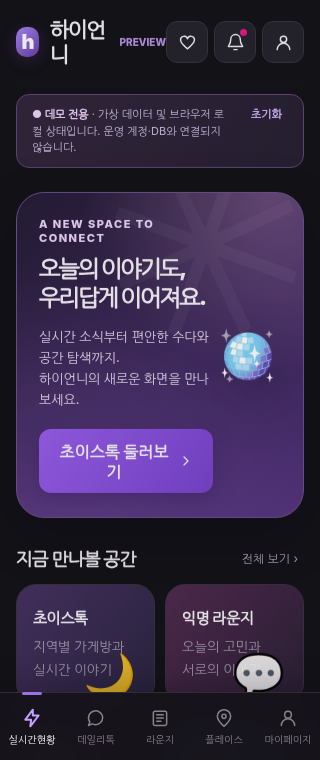 h 하이언
니
PREVIEW
● 데모 전용 · 가상 데이터 및 브라우저 로
컬 상태입니다. 운영 계정·DB와 연결되지
않습니다.
초기화
A NEW SPACE TO
CONNECT
오늘의 이야기도,
우리답게 이어져요.
실시간 소식부터 편안한 수다와
공간 탐색까지.
하이언니의 새로운 화면을 만나
보세요.
초이스톡 둘러보
기
지금 만나볼 공간
전체 보기 ›
초이스톡
지역별 가게방과
실시간 이야기
익명 라운지
오늘의 고민과
서로의 이
실시간현황
데일리톡
라운지
플레이스
마이페이지